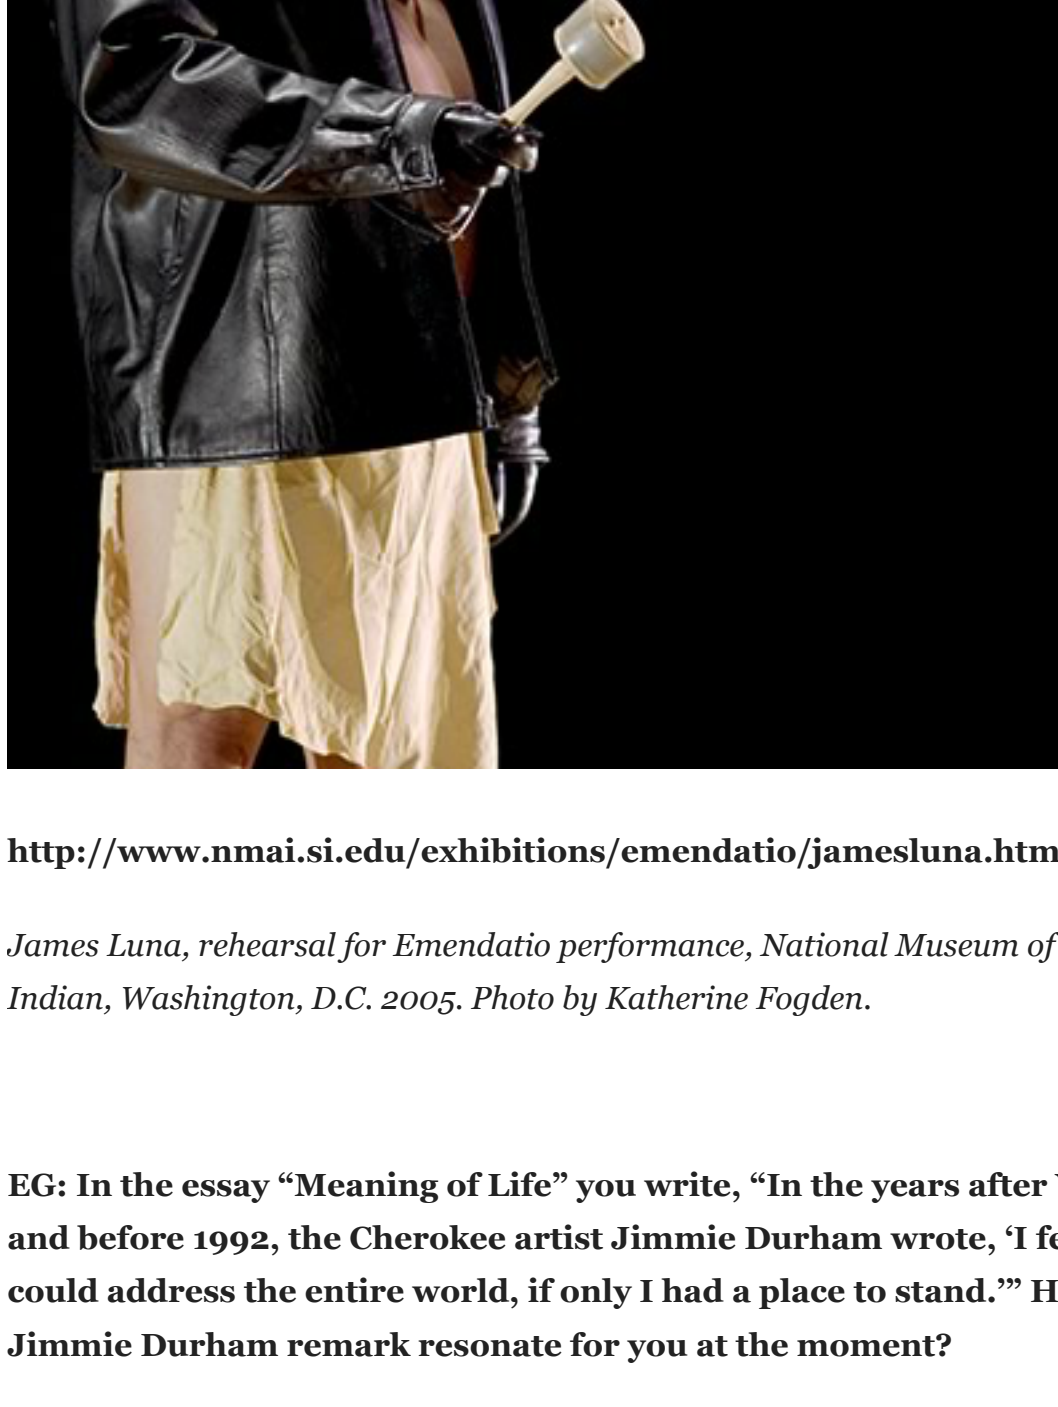 http://www.nmai.si.edu/exhibitions/emendatio/jamesluna.htm
James Luna, rehearsal for Emendatio performance, National Museum of
Indian, Washington, D.C. 2005. Photo by Katherine Fogden.
EG: In the essay “Meaning of Life” you write, “In the years after
and before 1992, the Cherokee artist Jimmie Durham wrote, ‘I
could address the entire world, if only I had a place to stand.’”
Jimmie Durham remark resonate for you at the moment?